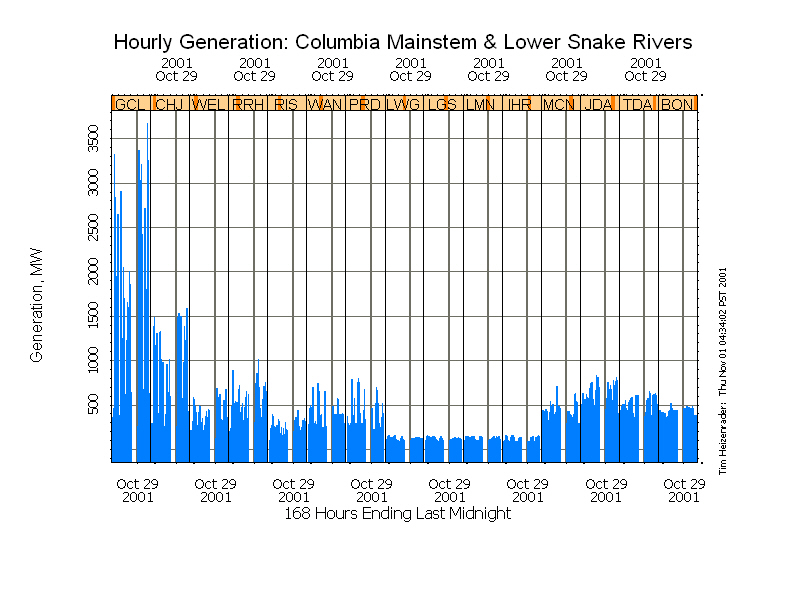 Hourly Generation: Columbia Mainstem & Lower Snake Rivers
2001 2001 2001 2001 2001 2001 2001
Oct 29 Oct 29 Oct 29 Oct 29 Oct 29 Oct 29 Oct 29
GCL CHJ WEL RRH RIS WAN PRD LWG LGS LMN IHR MCN JDA TDA BON
3500
3000
2500
2000
1500
1000
500
Generation, MW
Tim Heizenrader: Thu Nov 01 04:34:02 PST 2001
Oct 29 Oct 29 Oct 29 Oct 29 Oct 29 Oct 29 Oct 29 Oct 29
2001 2001 2001 2001 2001 2001 2001 2001
168 Hours Ending Last Midnight